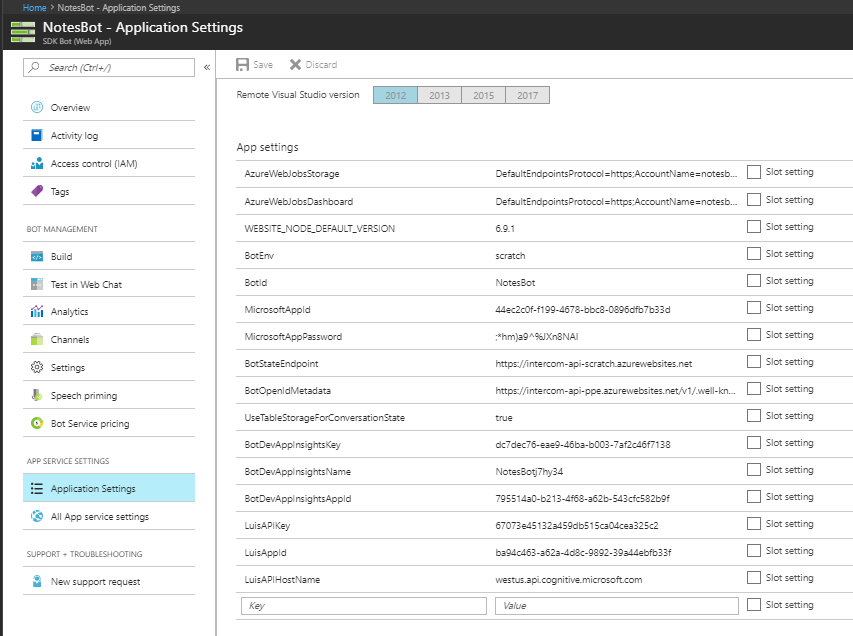 Home > NotesBot - Application Settings
NotesBot - Application Settings
SDK Bot (Web App)
Search (Ctrl+/)
«
Overview
Activity log
Access control (IAM)
Tags
BOT MANAGEMENT
Build
Test in Web Chat
Analytics
Channels
Settings
Speech priming
Bot Service pricing
APP SERVICE SETTINGS
Application Settings
All App service settings
SUPPORT + TROUBLESHOOTING
New support request
Save Discard
Remote Visual Studio version 2012 2013 2015 2017
App settings
AzureWebJobsStorage DefaultEndpointsProtocol=https;AccountName=notesb... Slot setting
AzureWebJobsDashboard DefaultEndpointsProtocol=https;AccountName=notesb... Slot setting
WEBSITE_NODE_DEFAULT_VERSION 6.9.1 Slot setting
BotEnv scratch Slot setting
BotId NotesBot Slot setting
MicrosoftAppId 44ec2c0f-f199-4678-bbc8-0896dfb7b33d Slot setting
MicrosoftAppPassword ;*hm)a9^%JXn8NAI Slot setting
BotStateEndpoint https://intercom-api-scratch.azurewebsites.net Slot setting
BotOpenIdMetadata https://intercom-api-ppe.azurewebsites.net/v1/.well-kn... Slot setting
UseTableStorageForConversationState true Slot setting
BotDevAppInsightsKey dc7dec76-eae9-46ba-b003-7af2c46f7138 Slot setting
BotDevAppInsightsName NotesBotj7hy34 Slot setting
BotDevAppInsightsAppId 795514a0-b213-4f68-a62b-543cfc582b9f Slot setting
LuisAPIKey 67073e45132a459db515ca04cea325c2 Slot setting
LuisAppId ba94c463-a62a-4d8c-9892-39a44ebfb33f Slot setting
LuisAPIHostName westus.api.cognitive.microsoft.com Slot setting
Key Value Slot setting